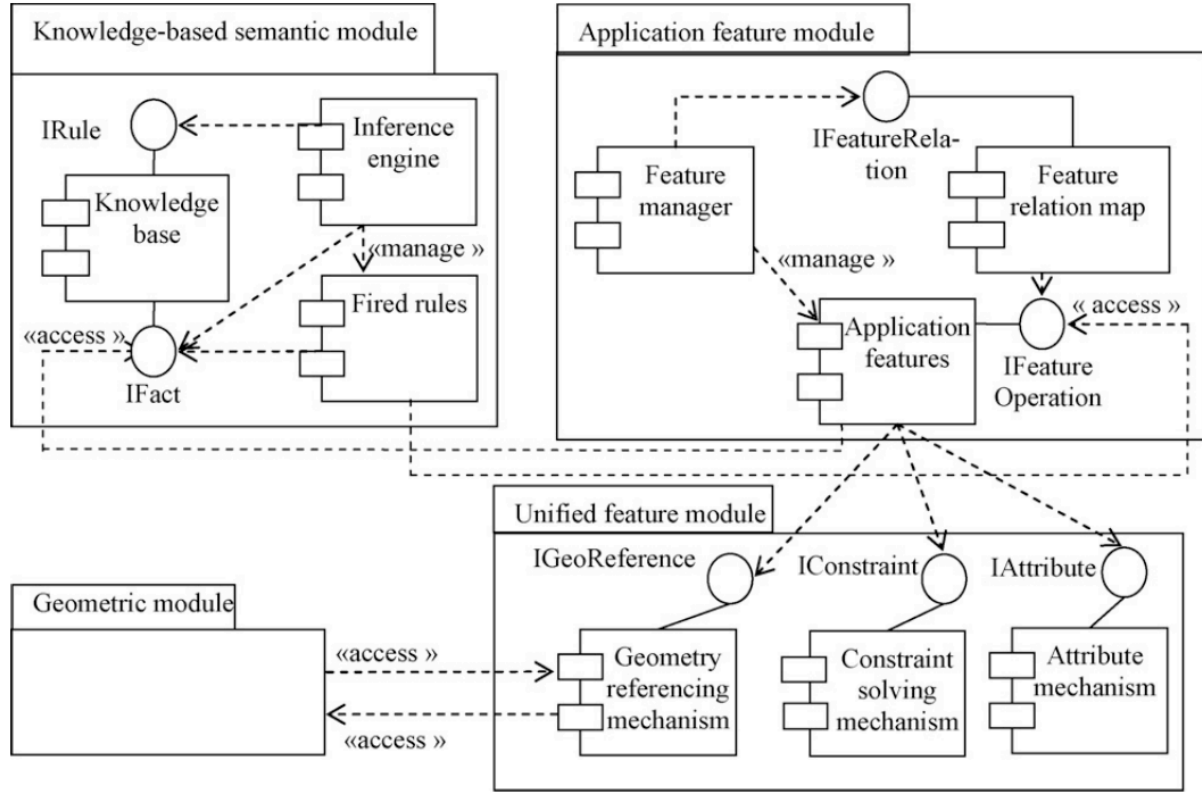 Knowledge-based semantic module
IRule
Inference
engine
Knowledge
base
«manage »
Fired rules
«access »
IFact
Application feature module
IFeatureRela-
tion
Feature
manager
Feature
relation map
«manage »
« access »
Application
features
IFeature
Operation
Unified feature module
IGeoReference
IConstraint
IAttribute
Geometric module
«access »
Geometry
referencing
mechanism
Constraint
solving
mechanism
Attribute
mechanism
«access »